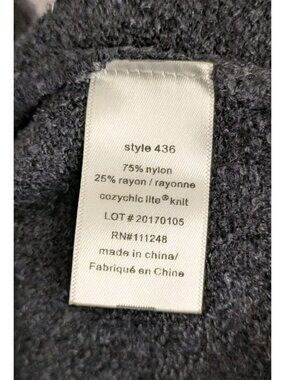 style 436
75% nylon
25% rayon / rayonne
cozychic lite® knit
LOT # 20170105
RN#111248
made in china/
Fabriqué en Chine